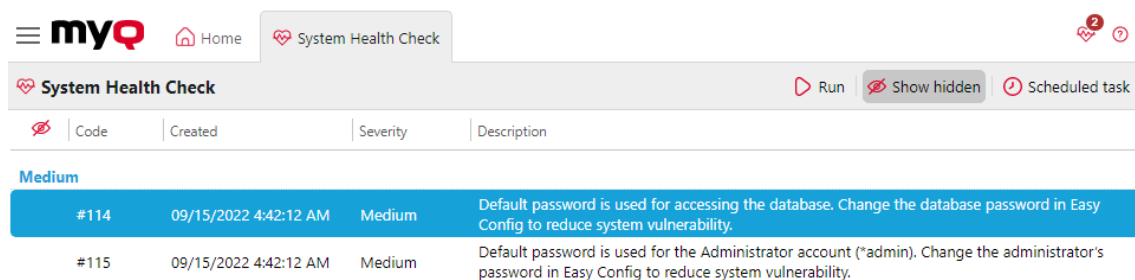 myQ Home System Health Check 2
System Health Check Run Show hidden Scheduled task
Code Created Severity Description
Medium
#114 09/15/2022 4:42:12 AM Medium Default password is used for accessing the database. Change the database password in Easy
Config to reduce system vulnerability.
#115 09/15/2022 4:42:12 AM Medium Default password is used for the Administrator account (*admin). Change the administrator's
password in Easy Config to reduce system vulnerability.